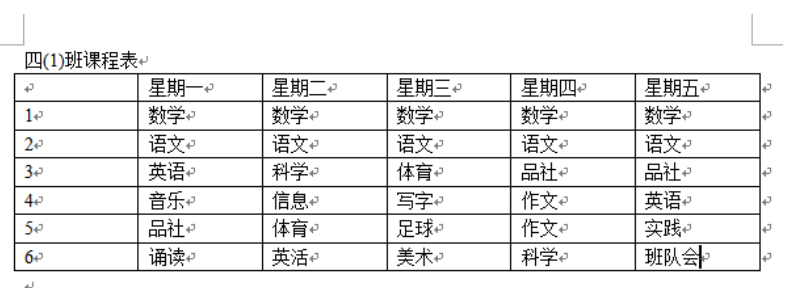 四(1)班课程表
星期一 星期二 星期三 星期四 星期五
1 数学 数学 数学 数学 数学
2 语文 语文 语文 语文 语文
3 英语 科学 体育 品社 品社
4 音乐 信息 写字 作文 英语
5 品社 体育 足球 作文 实践
6 诵读 英活 美术 科学 班队会